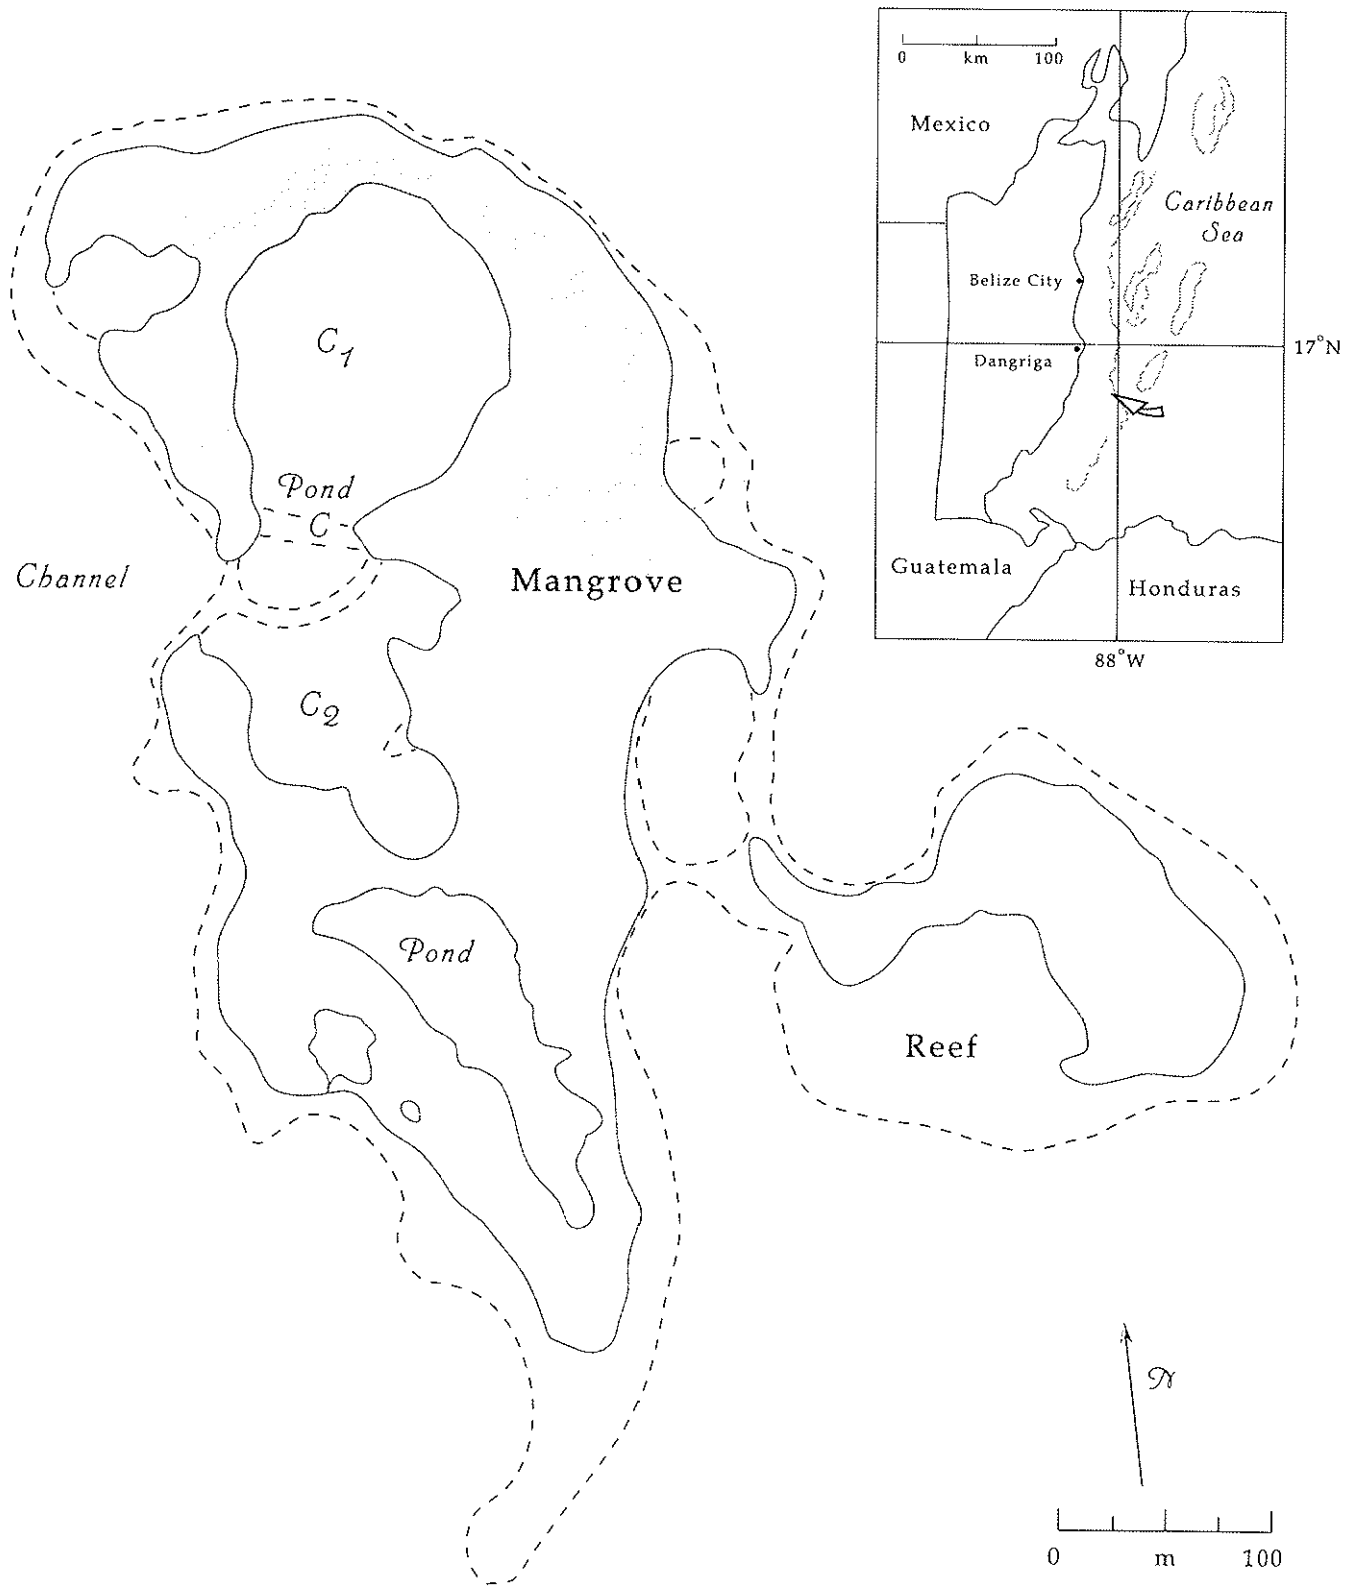 0 km 100
Mexico
Caribbean
Sea
Belize City
17°N
Dangriga
Guatemala
Honduras
88°W
C1
Pond
C
Channel
Mangrove
C2
Pond
Reef
N
0 m 100